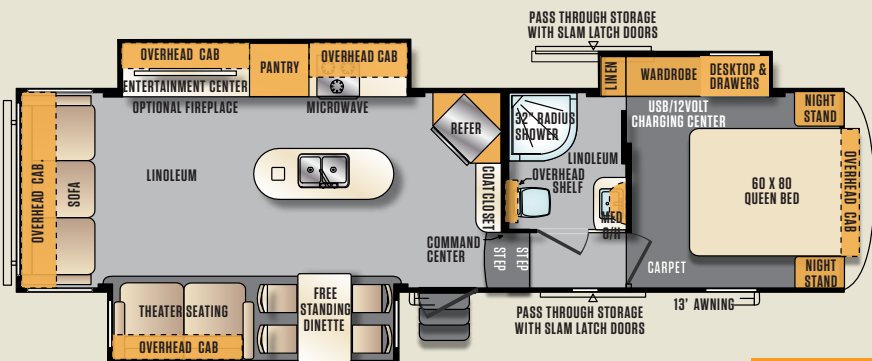 PASS THROUGH STORAGE
WITH SLAM LATCH DOORS
OVERHEAD CAB
PANTRY
OVERHEAD CAB
ENTERTAINMENT CENTER
OPTIONAL FIREPLACE
MICROWAVE
LINEN
WARDROBE
DESKTOP &
DRAWERS
USB/12VOLT
CHARGING CENTER
NIGHT
STAND
REFER
32" RADIUS
SHOWER
LINOLEUM
OVERHEAD
SHELF
OVERHEAD CAB.
SOFA
LINOLEUM
COAT CLOSET
MED
O/H
60 X 80
QUEEN BED
OVERHEAD CAB
COMMAND
CENTER
STEP
STEP
CARPET
NIGHT
STAND
THEATER SEATING
OVERHEAD CAB
FREE
STANDING
DINETTE
PASS THROUGH STORAGE
WITH SLAM LATCH DOORS
13' AWNING